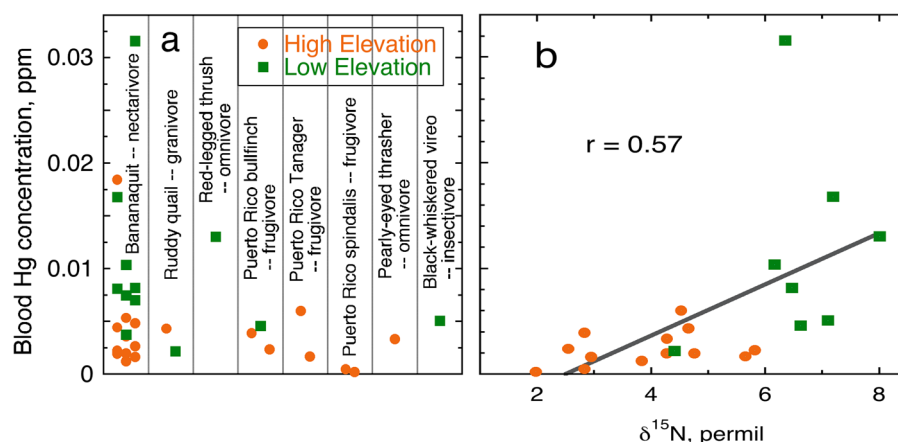 Blood Hg concentration, ppm
0.03
0.02
0.01
0
a
High Elevation
Low Elevation
Bananaquit -- nectarivore
Ruddy quail -- granivore
Red-legged thrush
-- omnivore
Puerto Rico bullfinch
-- frugivore
Puerto Rico Tanager
-- frugivore
Puerto Rico spindalis -- frugivore
Pearly-eyed thrasher
-- omnivore
Black-whiskered vireo
-- insectivore
b
r = 0.57
2 4 6 8
δ¹⁵N, permil